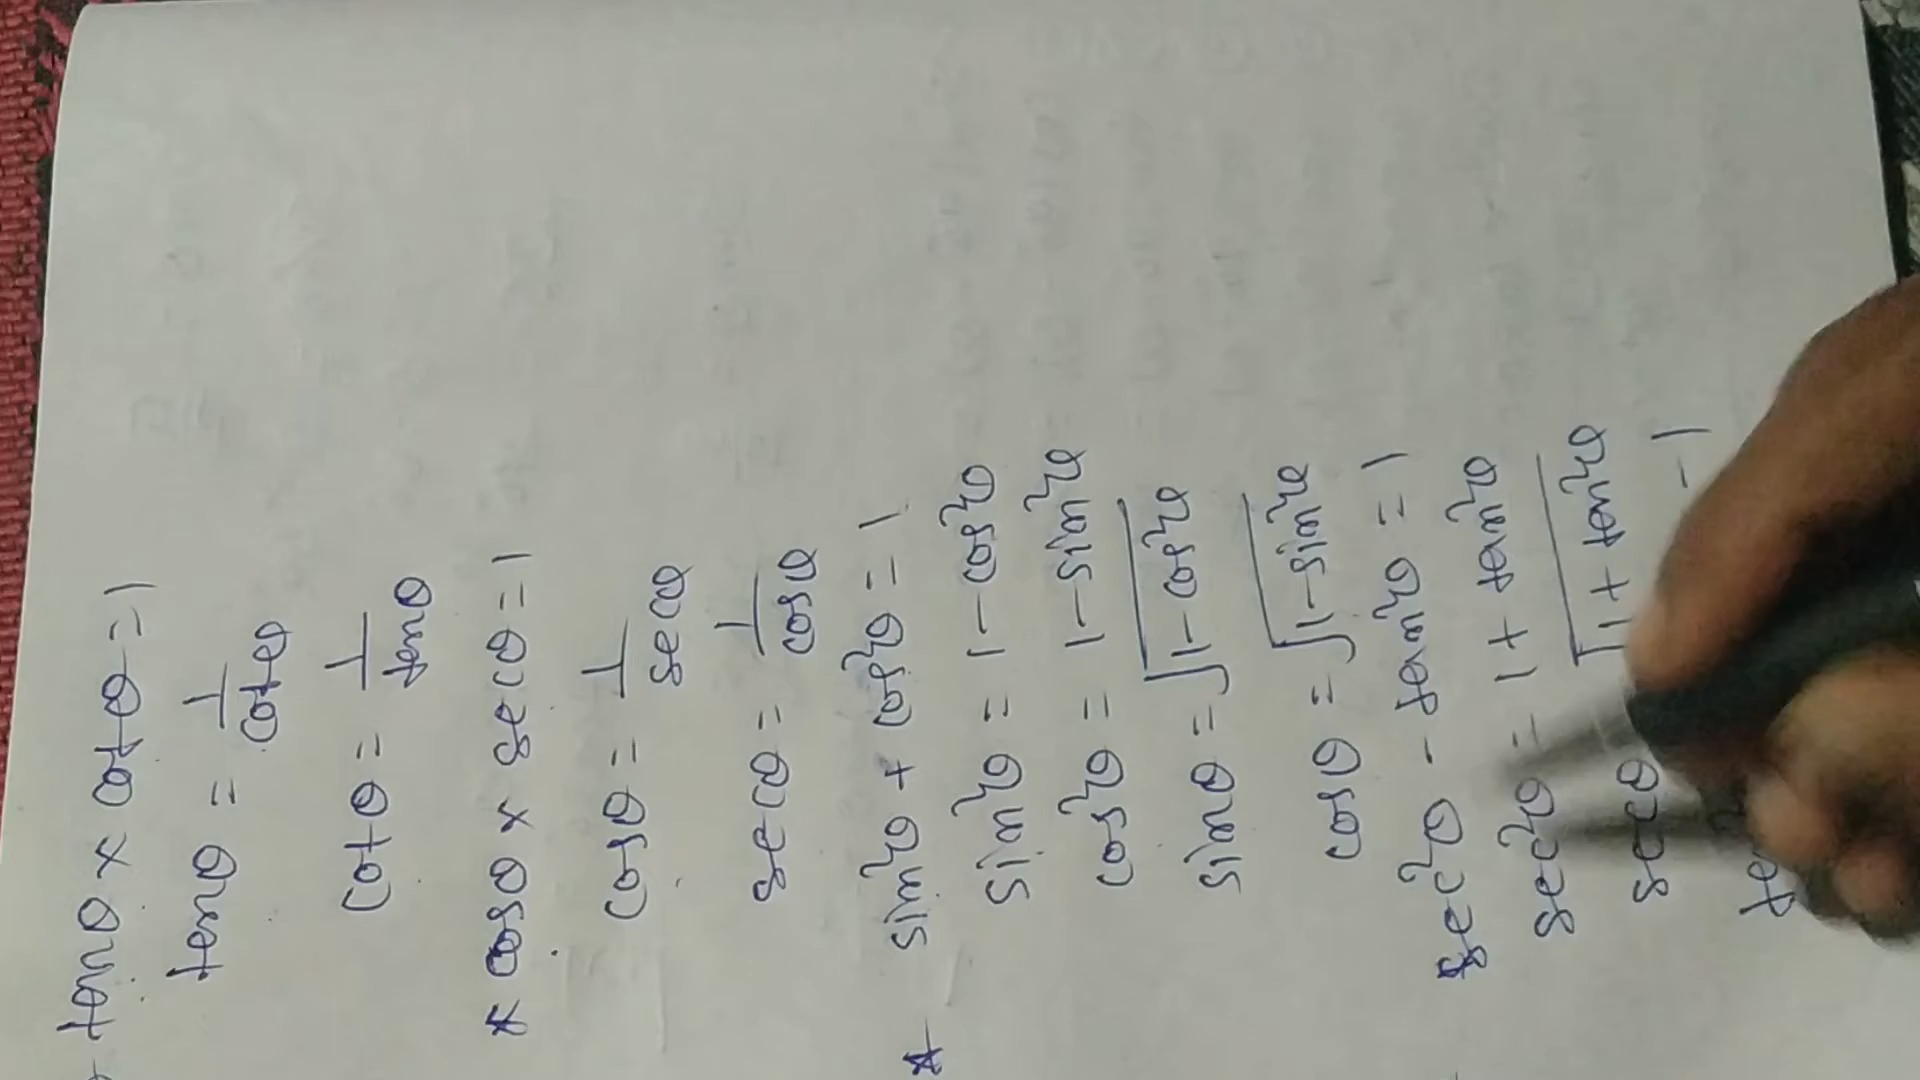 tanθ × cotθ = 1
tanθ = 1/cotθ
cotθ = 1/tanθ
* cosθ × secθ = 1
cosθ = 1/secθ
secθ = 1/cosθ
* sin²θ + cos²θ = 1
sin²θ = 1 - cos²θ
cos²θ = 1 - sin²θ
sinθ = √1 - cos²θ
cosθ = √1 - sin²θ
* sec²θ - tan²θ = 1
sec²θ = 1 + tan²θ
secθ √1 + tan²θ
- 1